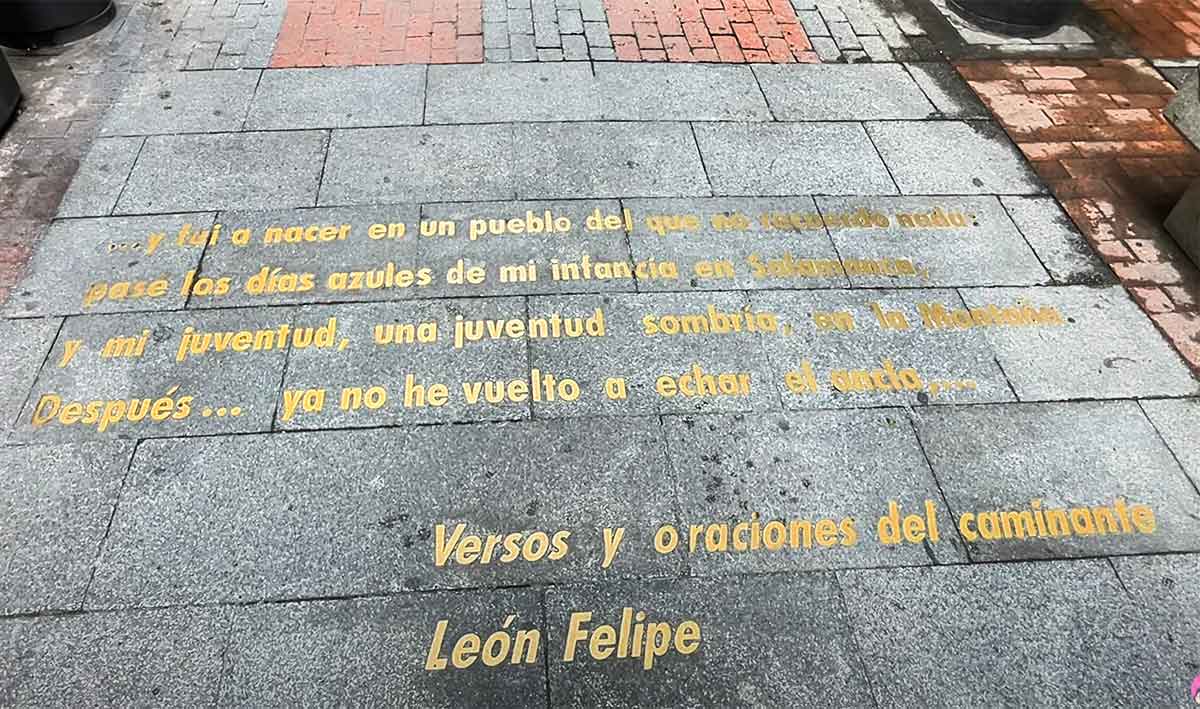 ...y fui a nacer en un pueblo del que no recuerdo nada:
pasé los días azules de mi infancia en Salamanca,
y mi juventud, una juventud sombría, en la Montaña
Después... ya no he vuelto a echar el ancla,...
Versos y oraciones del caminante
León Felipe